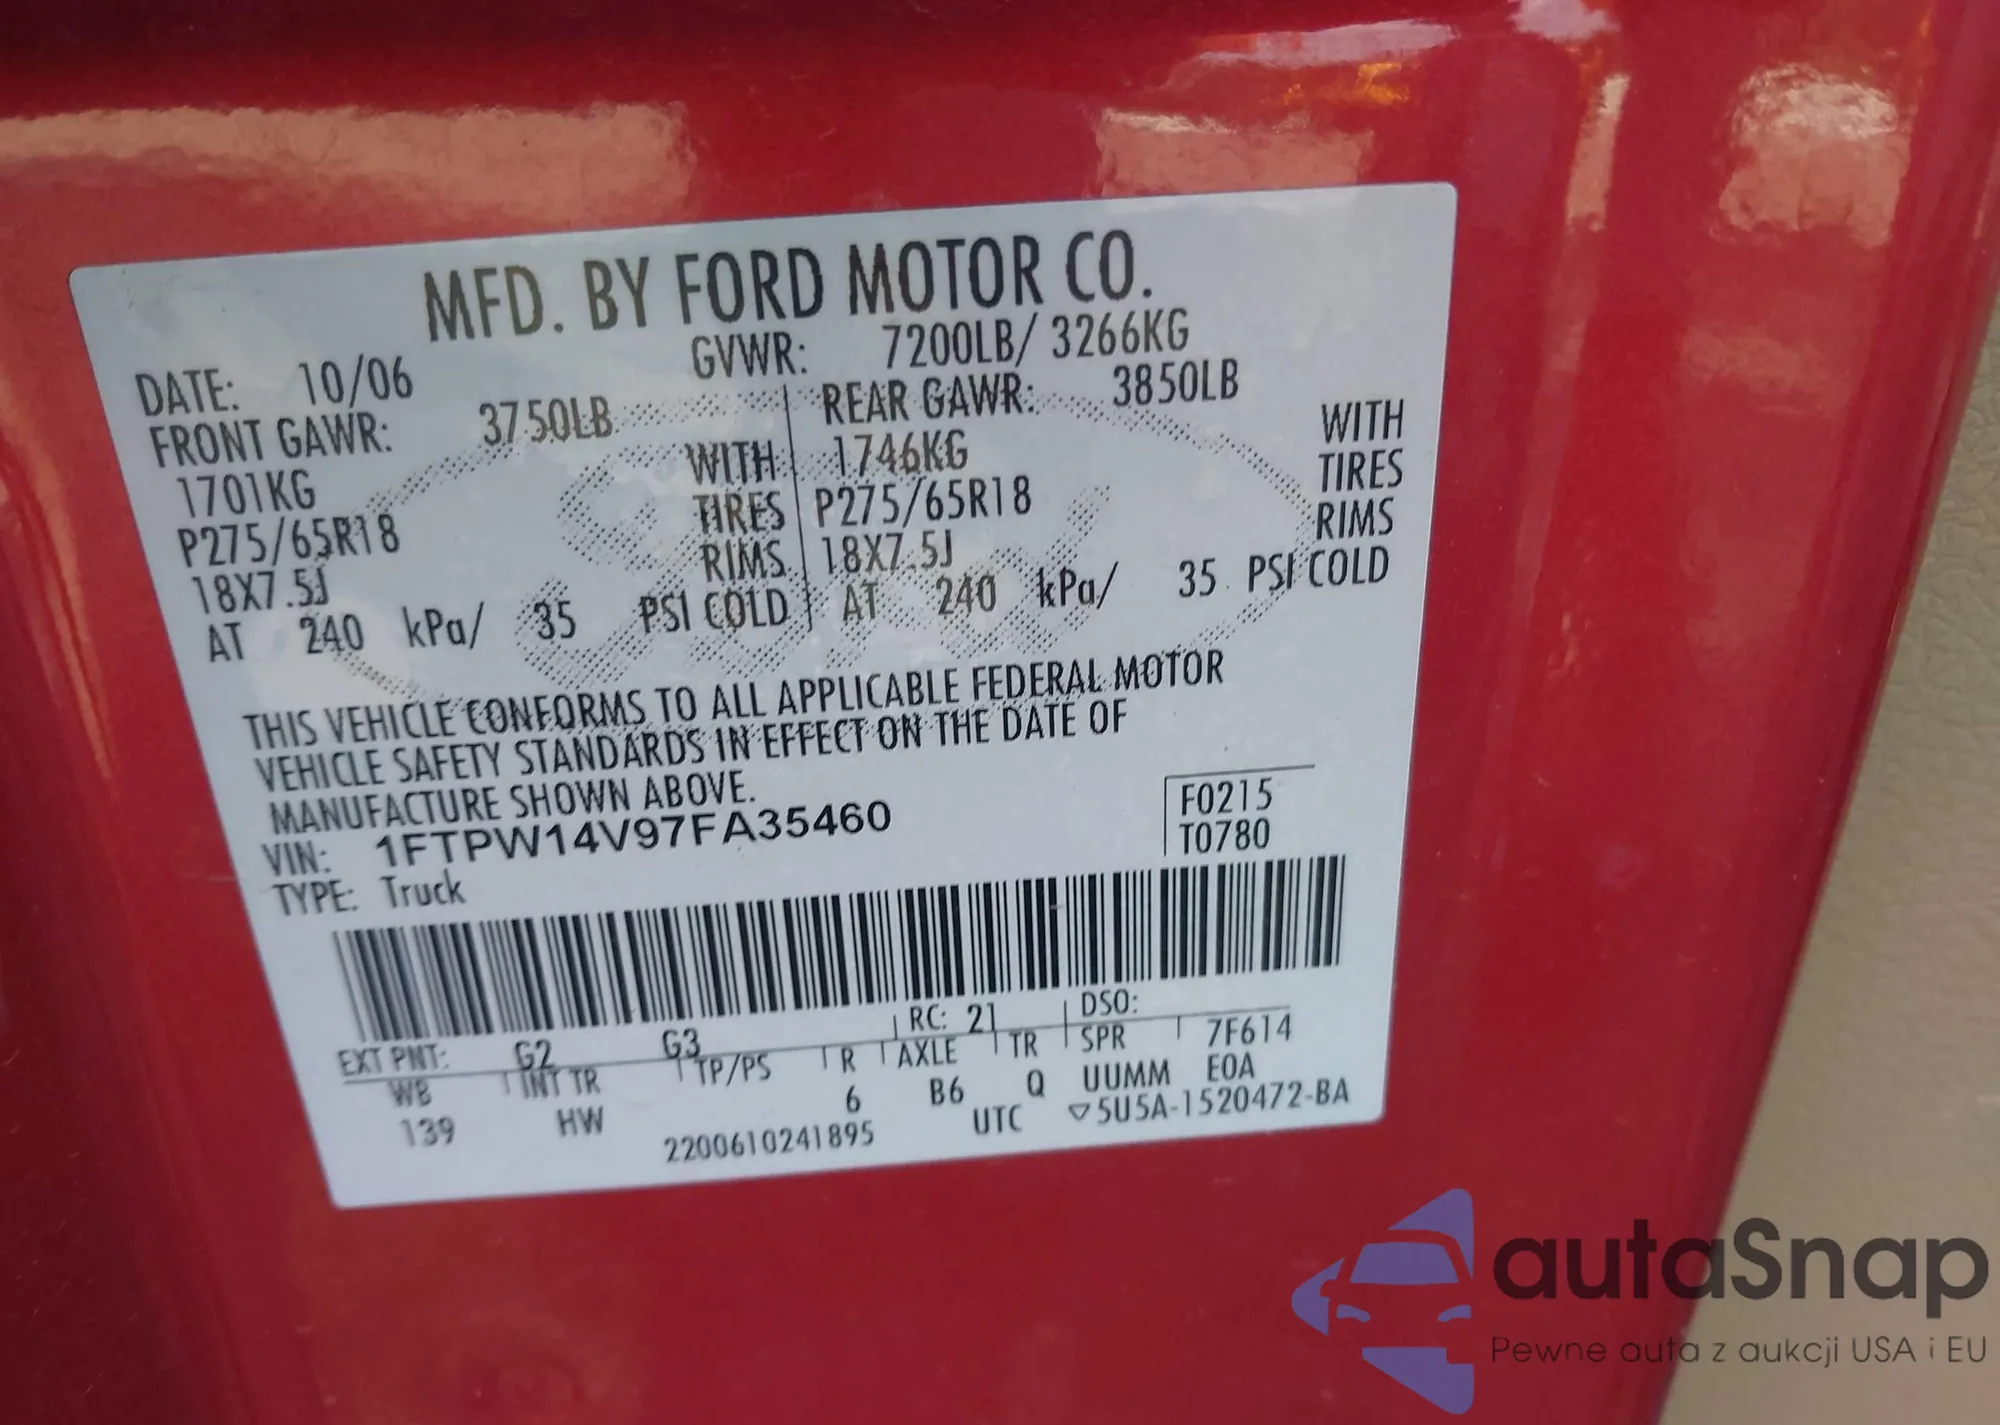 MFD. BY FORD MOTOR CO.
DATE: 10/06 GVWR: 7200LB/ 3266KG
FRONT GAWR: 3750LB REAR GAWR: 3850LB
1701KG WITH 1746KG WITH
P275/65R18 TIRES P275/65R18 TIRES
18X7.5J RIMS 18X7.5J RIMS
AT 240 kPa/ 35 PSI COLD AT 240 kPa/ 35 PSI COLD
THIS VEHICLE CONFORMS TO ALL APPLICABLE FEDERAL MOTOR
VEHICLE SAFETY STANDARDS IN EFFECT ON THE DATE OF
MANUFACTURE SHOWN ABOVE.
VIN: 1FTPW14V97FA35460 F0215
TYPE: Truck T0780
EXT PNT: G2 G3 RC: 21 DSO:
WB INT TR TP/PS R AXLE TR SPR 7F614
139 HW 6 B6 Q UUMM E0A
2200610241895 UTC ▽5U5A-1520472-BA
autaSnap
Pewne auta z aukcji USA i EU